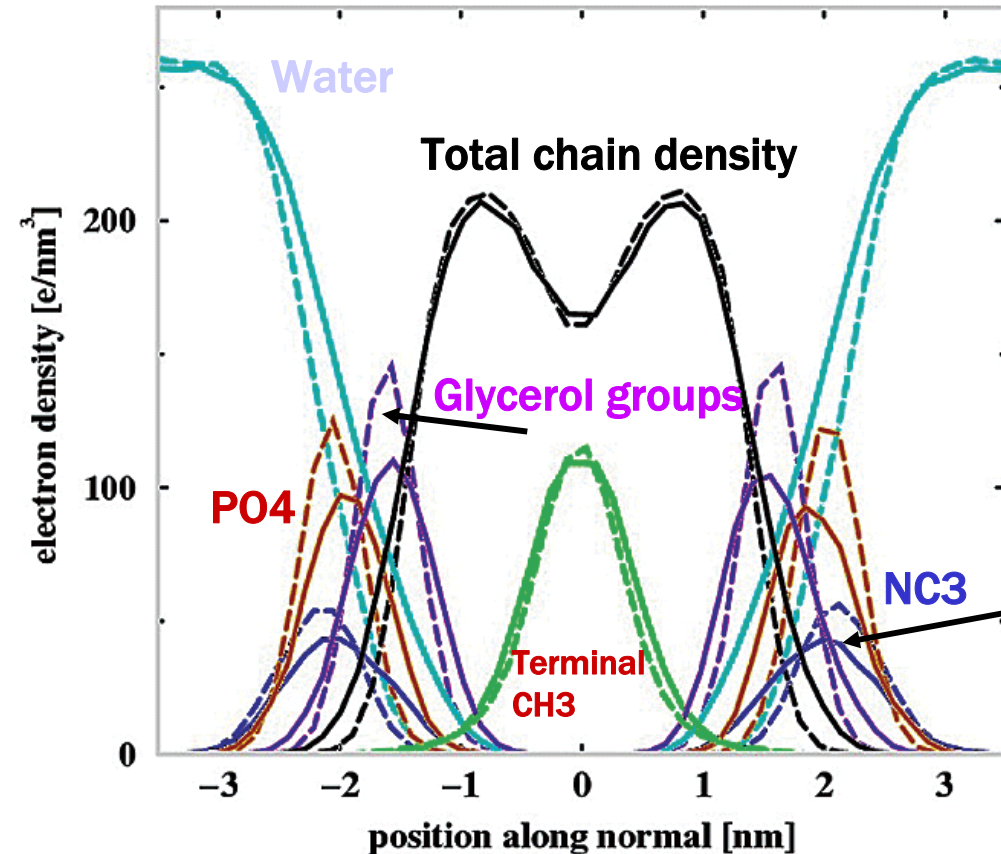 Water
Total chain density
Glycerol groups
PO4
NC3
Terminal
CH3
electron density [e/nm³]
200
100
0
−3 −2 −1 0 1 2 3
position along normal [nm]